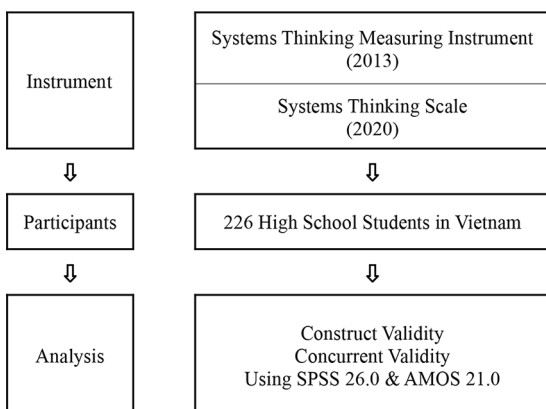 Instrument
Systems Thinking Measuring Instrument
(2013)
Systems Thinking Scale
(2020)
Participants
226 High School Students in Vietnam
Analysis
Construct Validity
Concurrent Validity
Using SPSS 26.0 & AMOS 21.0